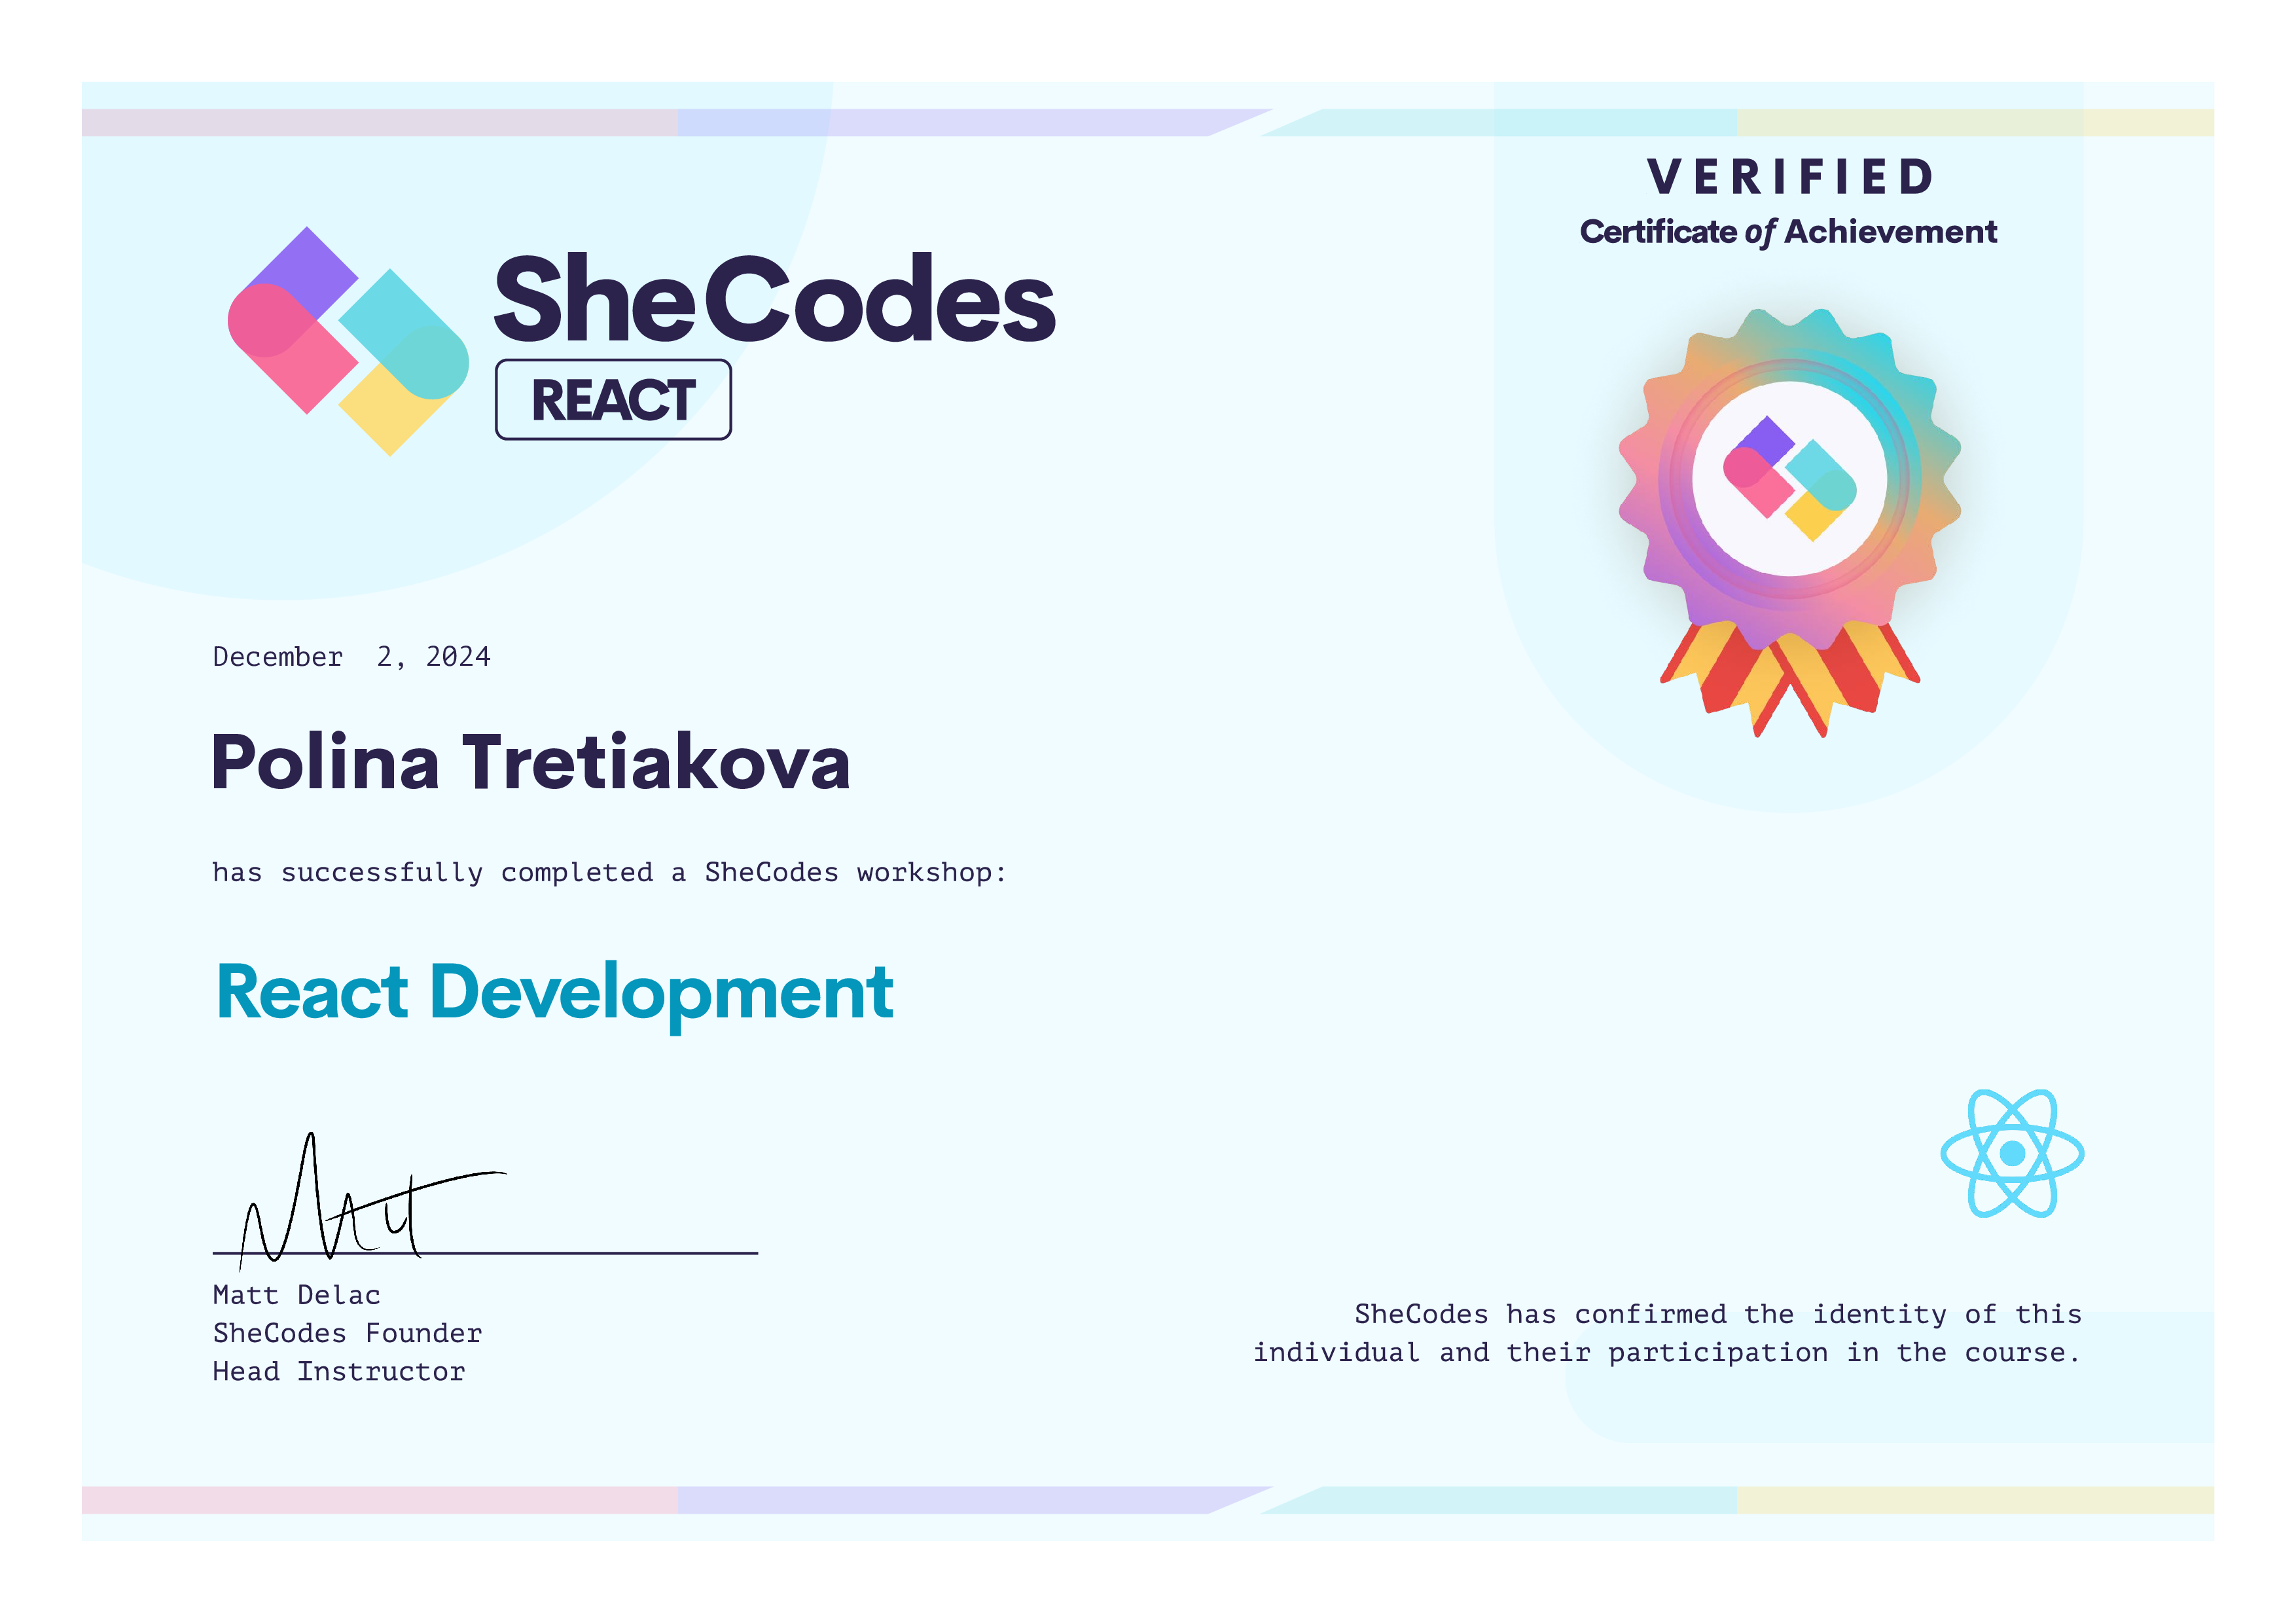 VERIFIED
Certificate of Achievement
SheCodes
REACT
December  2, 2024
Polina Tretiakova
has successfully completed a SheCodes workshop:
React Development
Matt
Matt Delac
SheCodes Founder
Head Instructor
SheCodes has confirmed the identity of this
individual and their participation in the course.